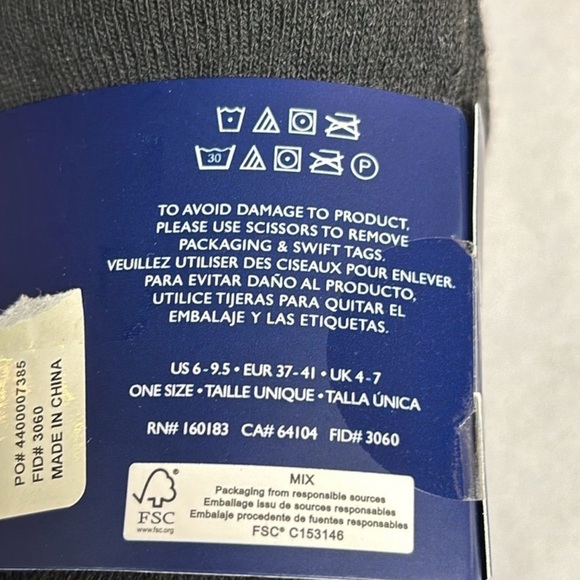 30
P
TO AVOID DAMAGE TO PRODUCT,
PLEASE USE SCISSORS TO REMOVE
PACKAGING & SWIFT TAGS.
VEUILLEZ UTILISER DES CISEAUX POUR ENLEVER.
PARA EVITAR DAÑO AL PRODUCTO,
UTILICE TIJERAS PARA QUITAR EL
EMBALAJE Y LAS ETIQUETAS.
US 6-9.5 • EUR 37-41 • UK 4-7
ONE SIZE • TAILLE UNIQUE • TALLA ÚNICA
RN# 160183 CA# 64104 FID# 3060
PO# 4400007385
FID# 3060
MADE IN CHINA
FSC
www.fsc.org
MIX
Packaging from responsible sources
Emballage issu de sources responsables
Embalaje procedente de fuentes responsables
FSC® C153146